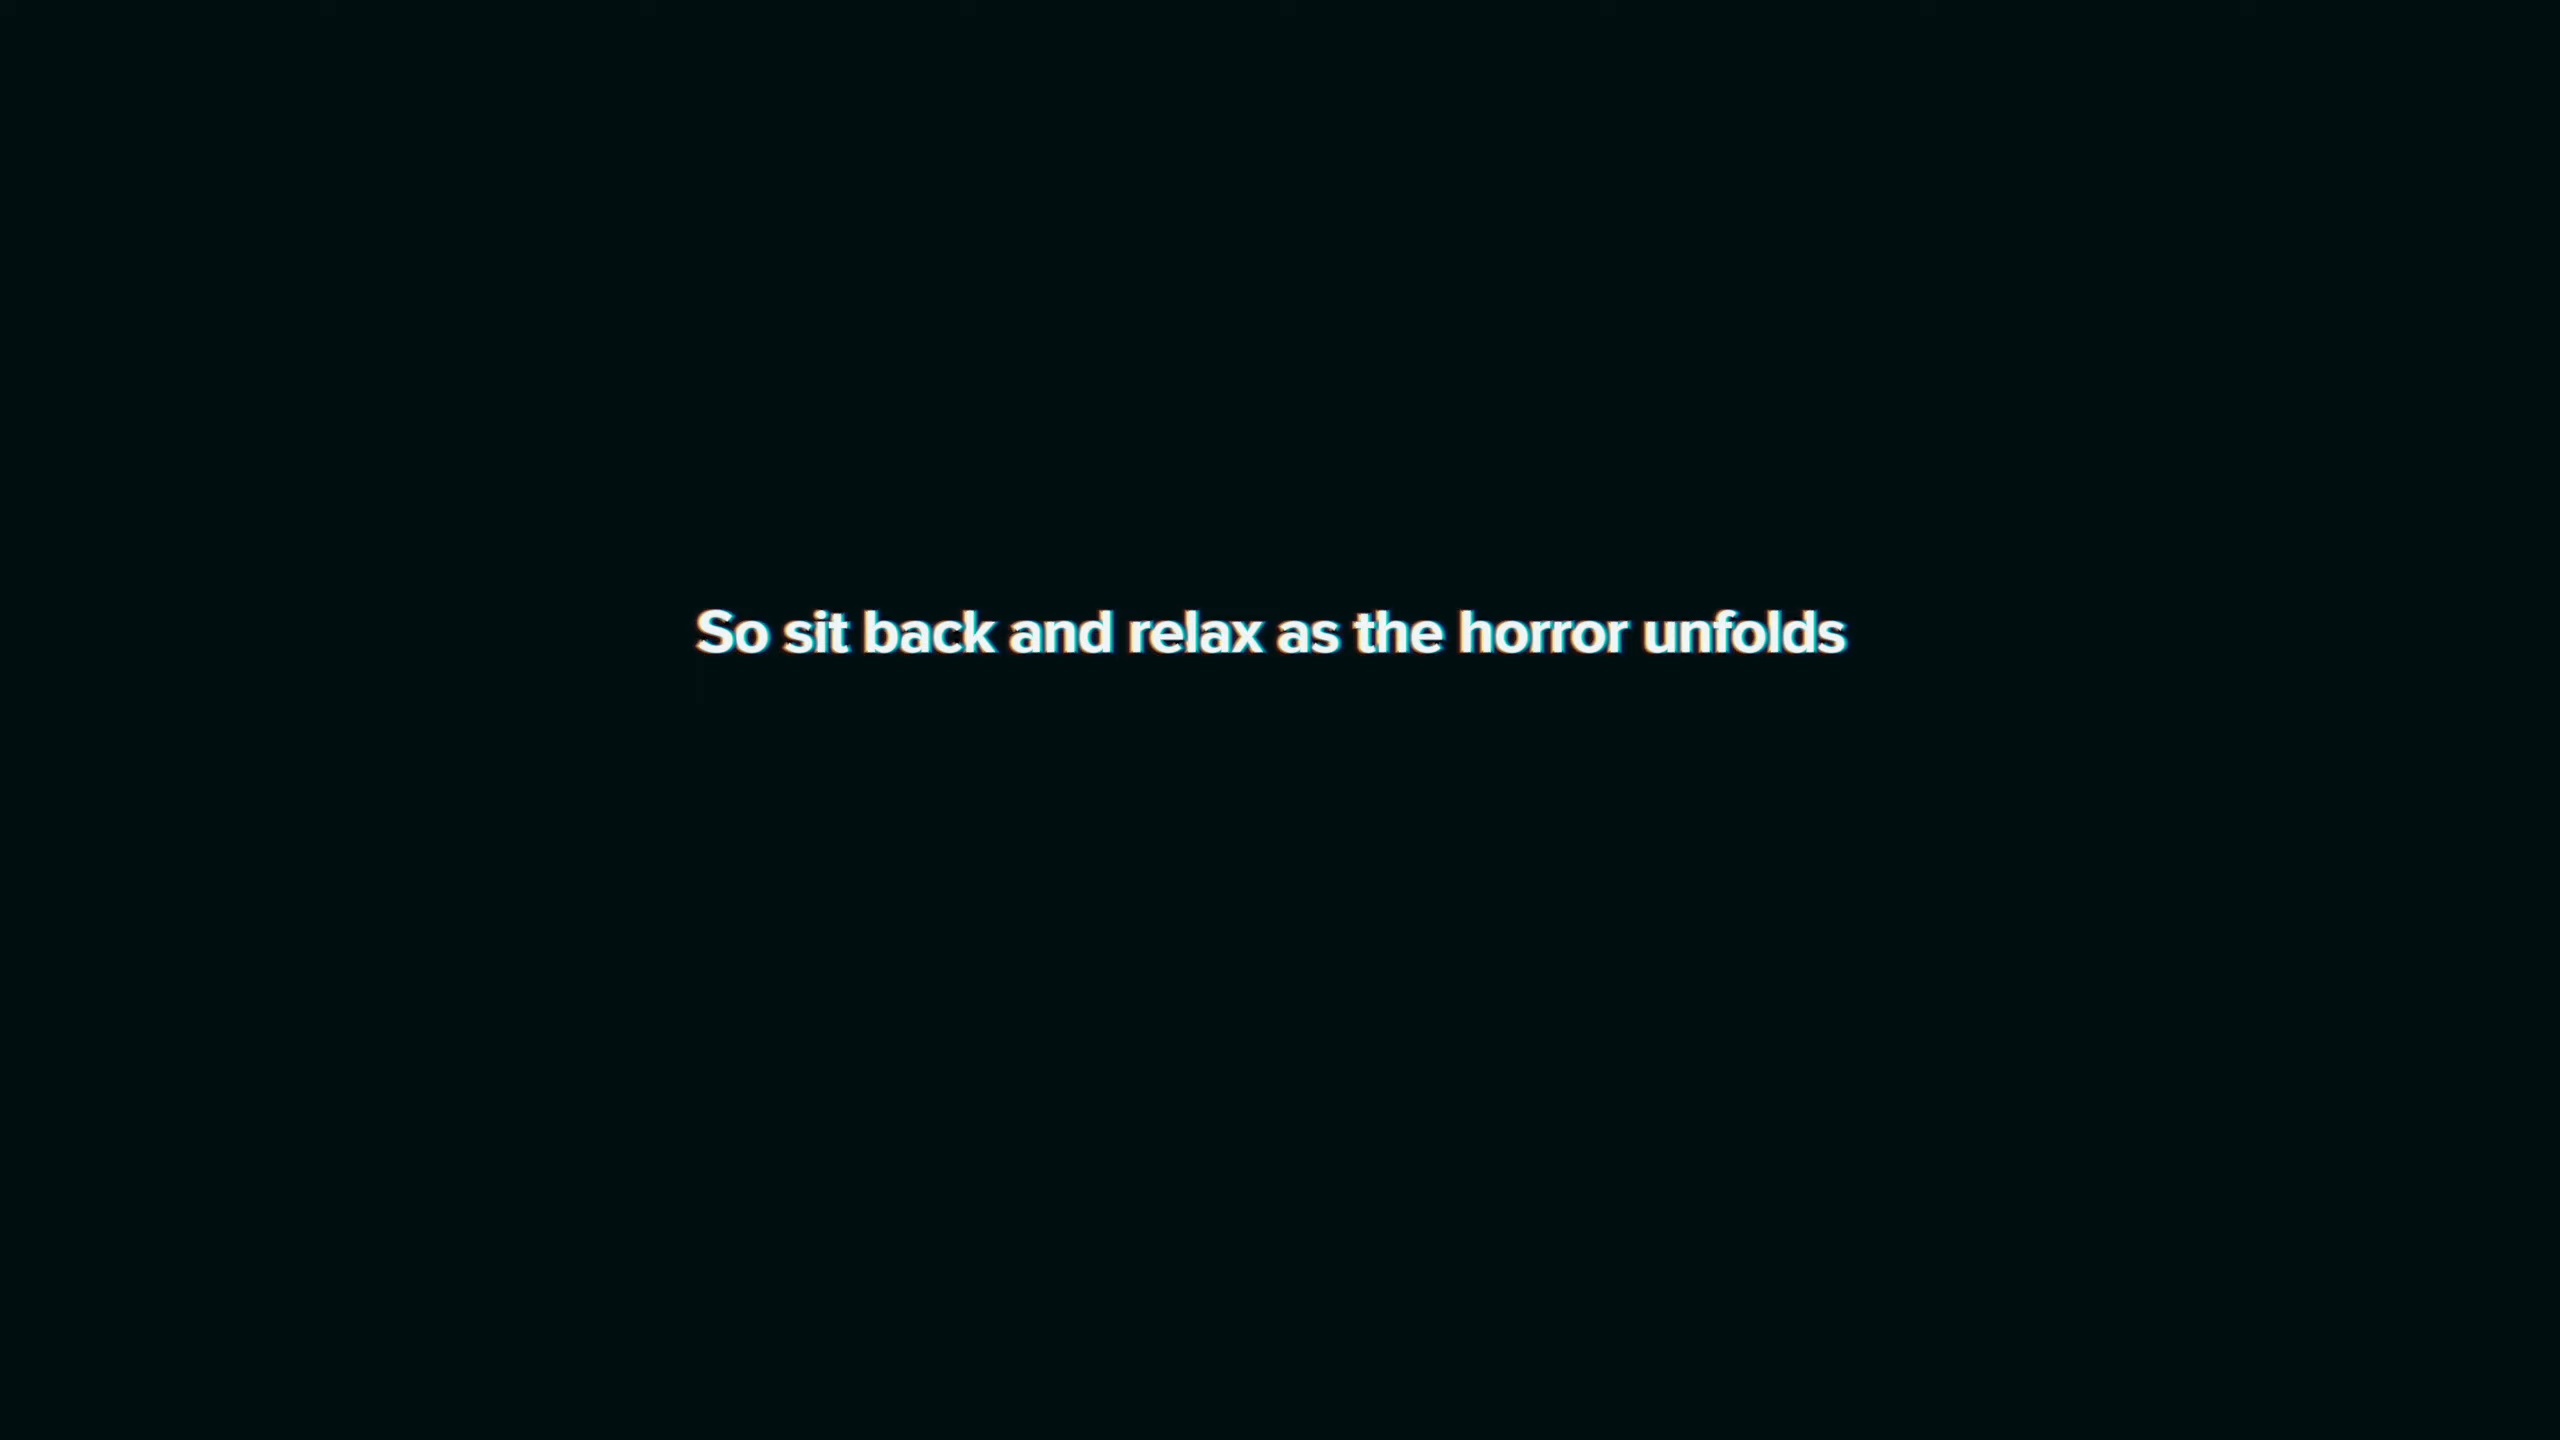 So sit back and relax as the horror unfolds